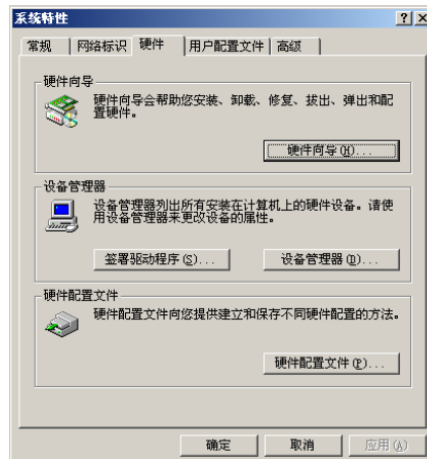 系统特性
常规 网络标识 硬件 用户配置文件 高级
硬件向导
硬件向导会帮助您安装、卸载、修复、拔出、弹出和配
置硬件。
硬件向导(H)...
设备管理器
设备管理器列出所有安装在计算机上的硬件设备。请使
用设备管理器来更改设备的属性。
签署驱动程序(S)...
设备管理器(D)...
硬件配置文件
硬件配置文件向您提供建立和保存不同硬件配置的方法。
硬件配置文件(P)...
确定 取消 应用(A)